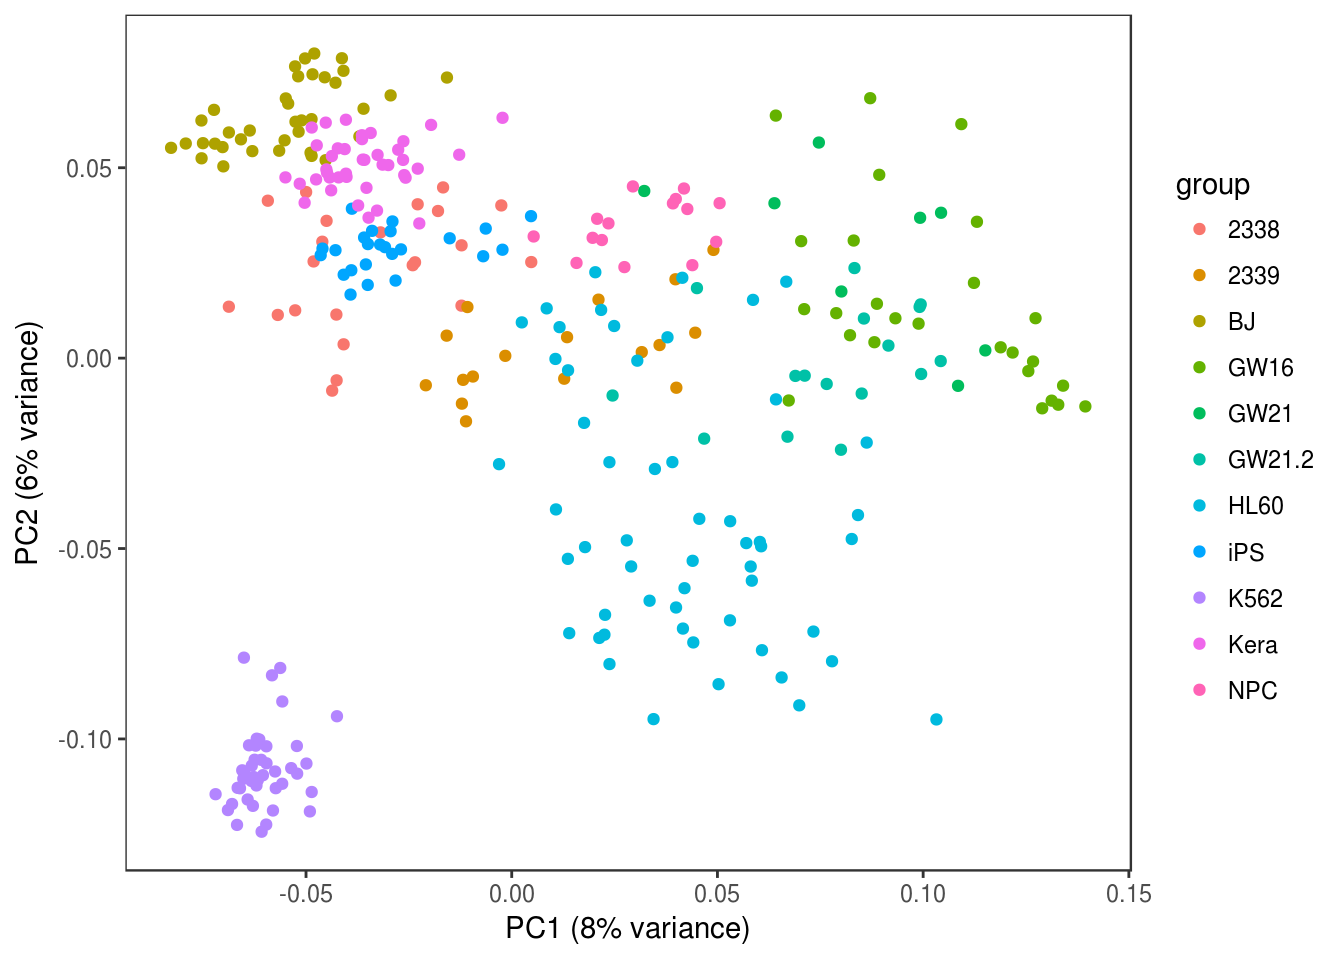 0.05
0.00
-0.05
-0.10
PC2 (6% variance)
-0.05
0.00
0.05
0.10
0.15
PC1 (8% variance)
group
2338
2339
BJ
GW16
GW21
GW21.2
HL60
iPS
K562
Kera
NPC